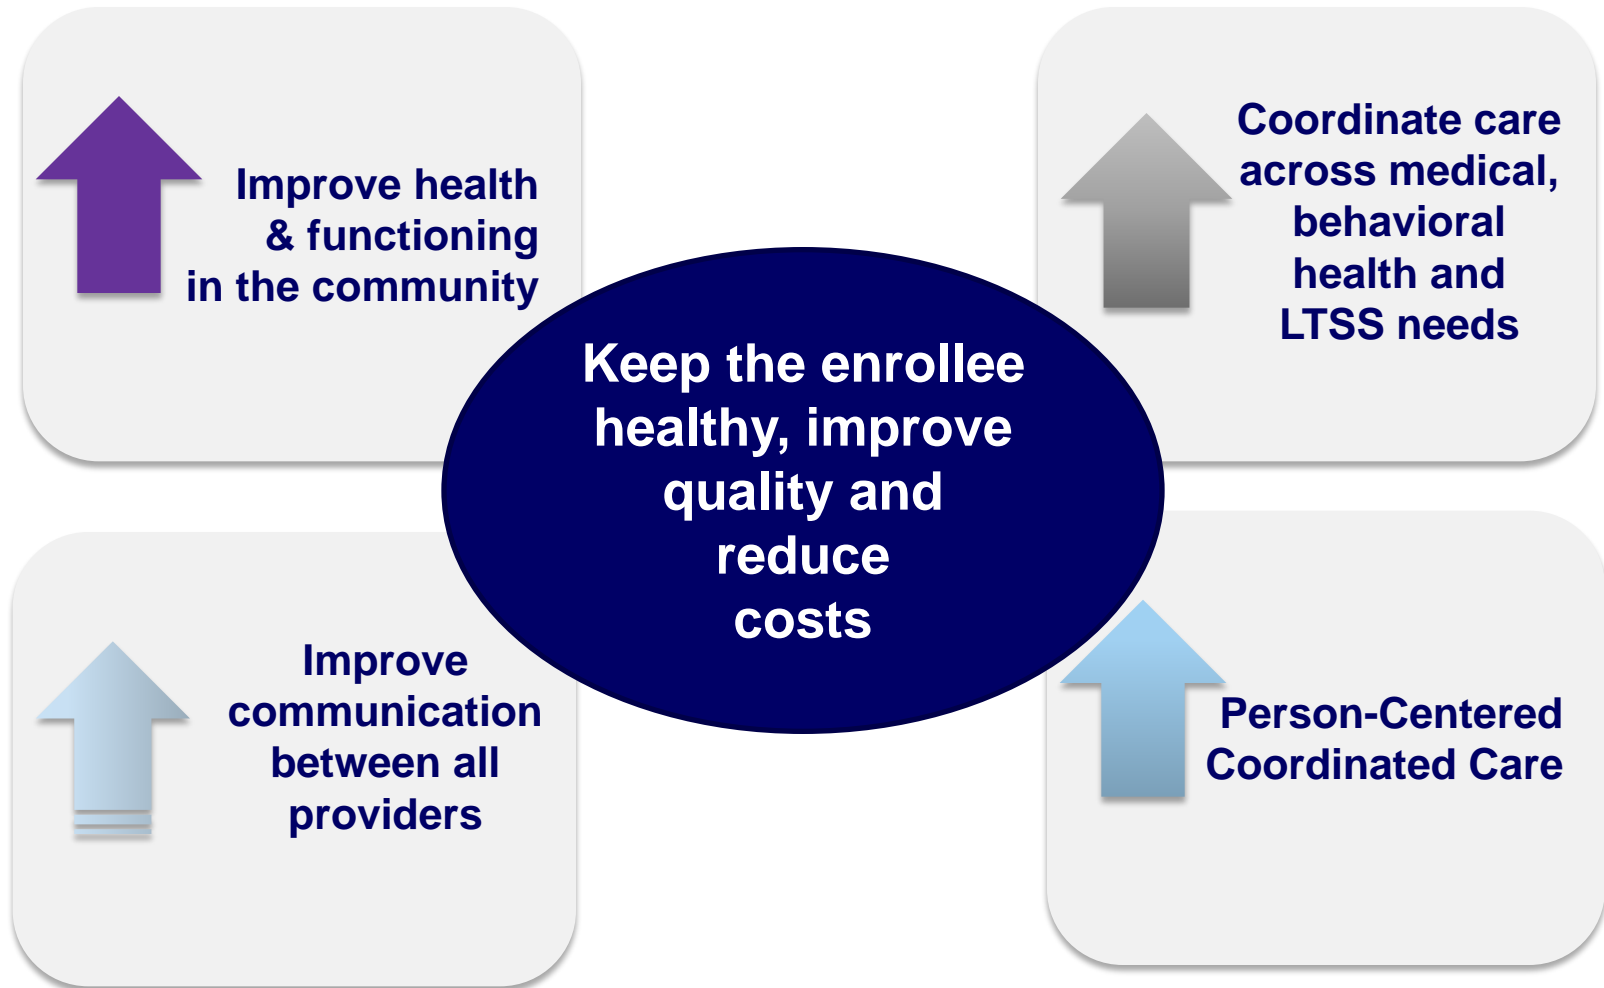 Improve health
& functioning
in the community
Coordinate care
across medical,
behavioral
health and
LTSS needs
Keep the enrollee
healthy, improve
quality and
reduce
costs
Improve
communication
between all
providers
Person-Centered
Coordinated Care